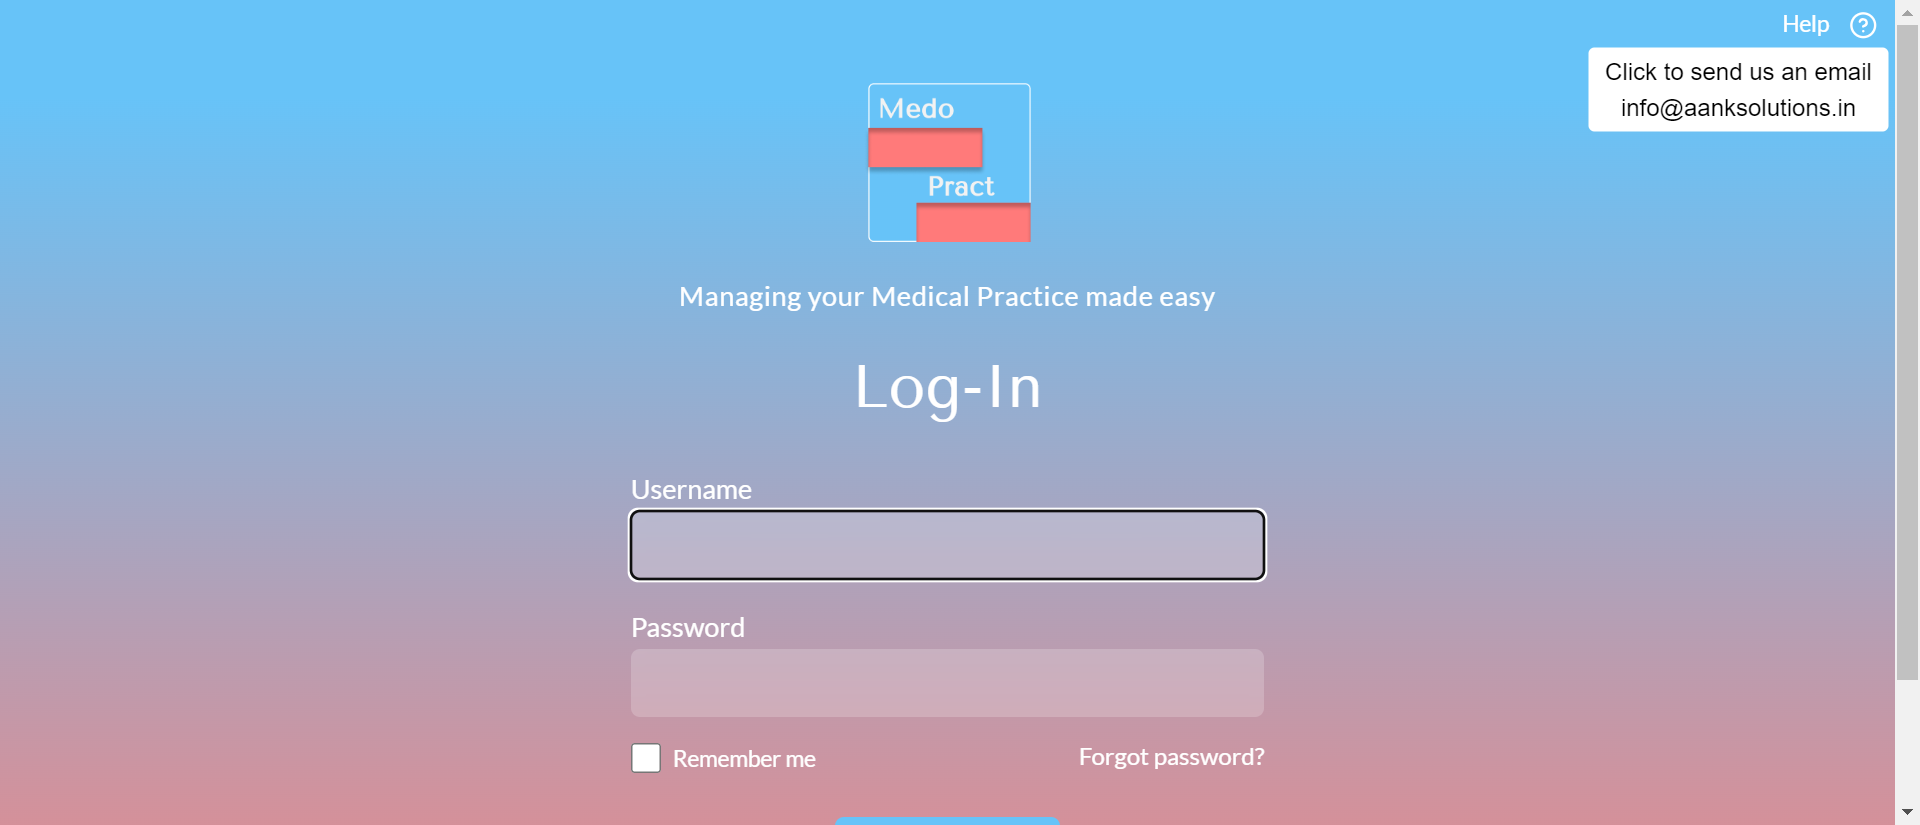 Help
Click to send us an email
info@aanksolutions.in
Medo
Pract
Managing your Medical Practice made easy
Log-In
Username
Password
Remember me
Forgot password?